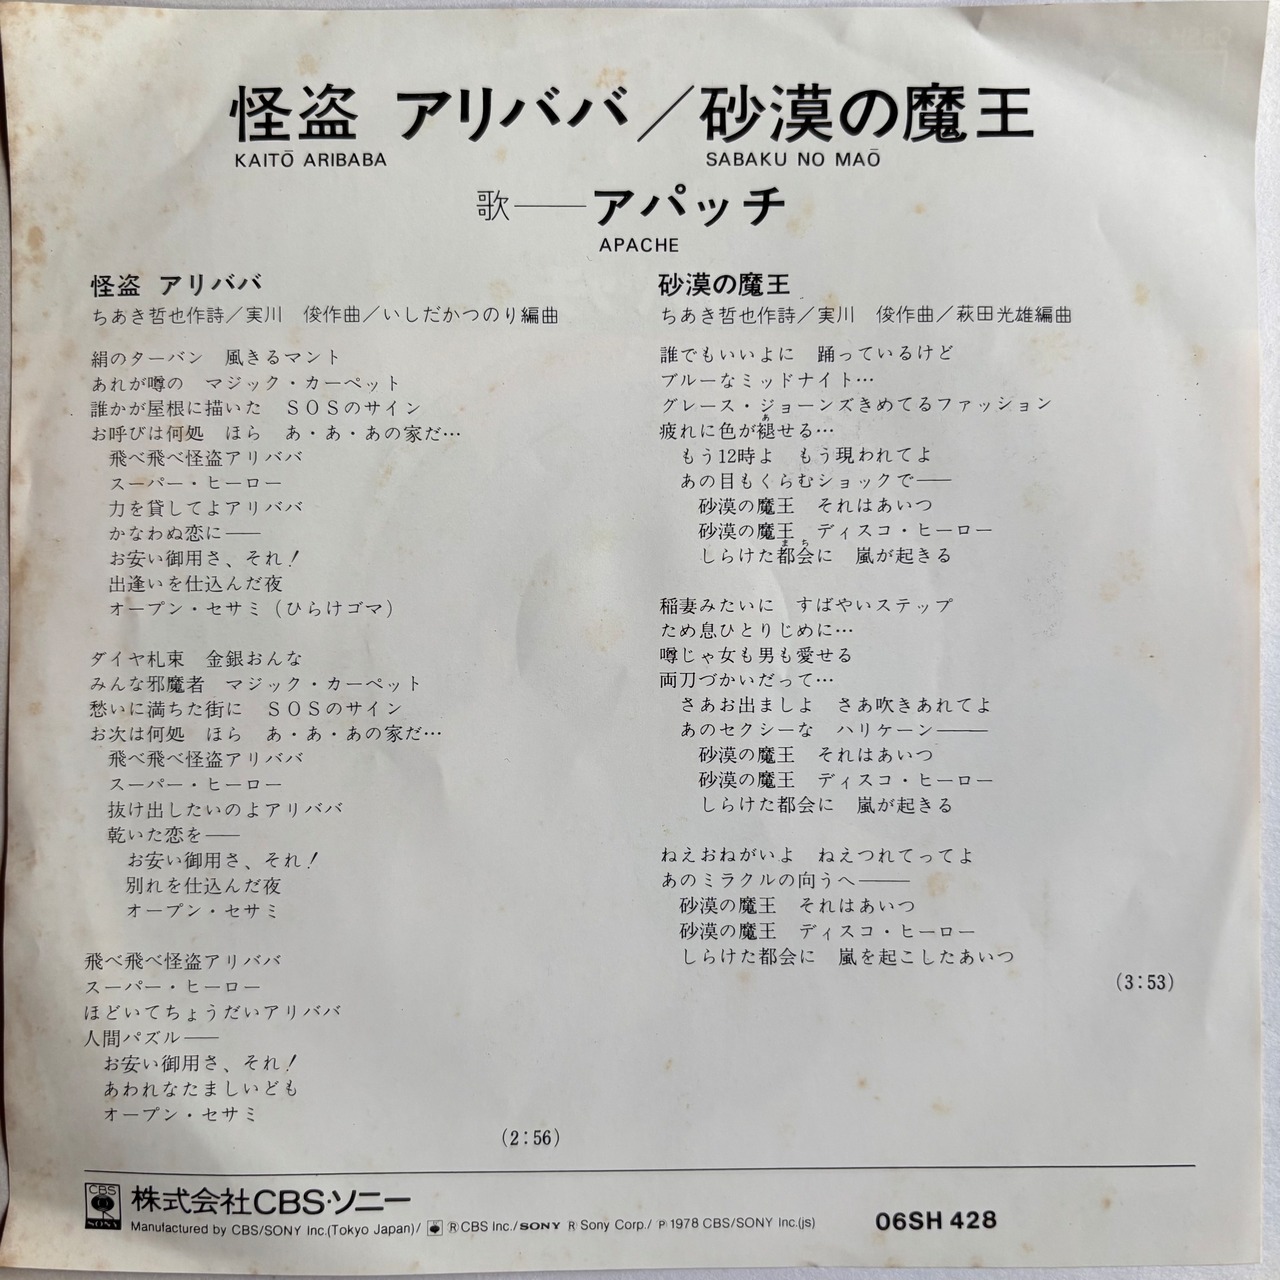 怪盗 アリババ／砂漠の魔王
KAITŌ ARIBABA
SABAKU NO MAŌ
歌——アパッチ
APACHE
怪盗 アリババ
ちあき哲也作詩／実川　俊作曲／いしだかつのり編曲
絹のターバン　風きるマント
あれが噂の　マジック・カーペット
誰かが屋根に描いた　ＳＯＳのサイン
お呼びは何処　ほら　あ・あ・あの家だ…
飛べ飛べ怪盗アリババ
スーパー・ヒーロー
力を貸してよアリババ
かなわぬ恋に——
お安い御用さ、それ！
出逢いを仕込んだ夜
オープン・セサミ（ひらけゴマ）
ダイヤ札束　金銀おんな
みんな邪魔者　マジック・カーペット
愁いに満ちた街に　ＳＯＳのサイン
お次は何処　ほら　あ・あ・あの家だ…
飛べ飛べ怪盗アリババ
スーパー・ヒーロー
抜け出したいのよアリババ
乾いた恋を——
お安い御用さ、それ！
別れを仕込んだ夜
オープン・セサミ
飛べ飛べ怪盗アリババ
スーパー・ヒーロー
ほどいてちょうだいアリババ
人間パズル——
お安い御用さ、それ！
あわれなたましいども
オープン・セサミ
(2:56)
砂漠の魔王
ちあき哲也作詩／実川　俊作曲／萩田光雄編曲
誰でもいいよに　踊っているけど
ブルーなミッドナイト…
グレース・ジョーンズきめてるファッション
あ
疲れに色が褪せる…
もう12時よ　もう現われてよ
あの目もくらむショックで——
砂漠の魔王　それはあいつ
砂漠の魔王　ディスコ・ヒーロー
まち
しらけた都会に　嵐が起きる
稲妻みたいに　すばやいステップ
ため息ひとりじめに…
噂じゃ女も男も愛せる
両刀づかいだって…
さあお出ましよ　さあ吹きあれてよ
あのセクシーな　ハリケーン——
砂漠の魔王　それはあいつ
砂漠の魔王　ディスコ・ヒーロー
しらけた都会に　嵐が起きる
ねえおねがいよ　ねえつれてってよ
あのミラクルの向うへ——
砂漠の魔王　それはあいつ
砂漠の魔王　ディスコ・ヒーロー
しらけた都会に　嵐を起こしたあいつ
(3:53)
CBS
SONY
株式会社CBS・ソニー
Manufactured by CBS/SONY Inc.(Tokyo Japan)/ ®CBS Inc./SONY ® Sony Corp./ ℗ 1978 CBS/SONY Inc.(js)
06SH 428